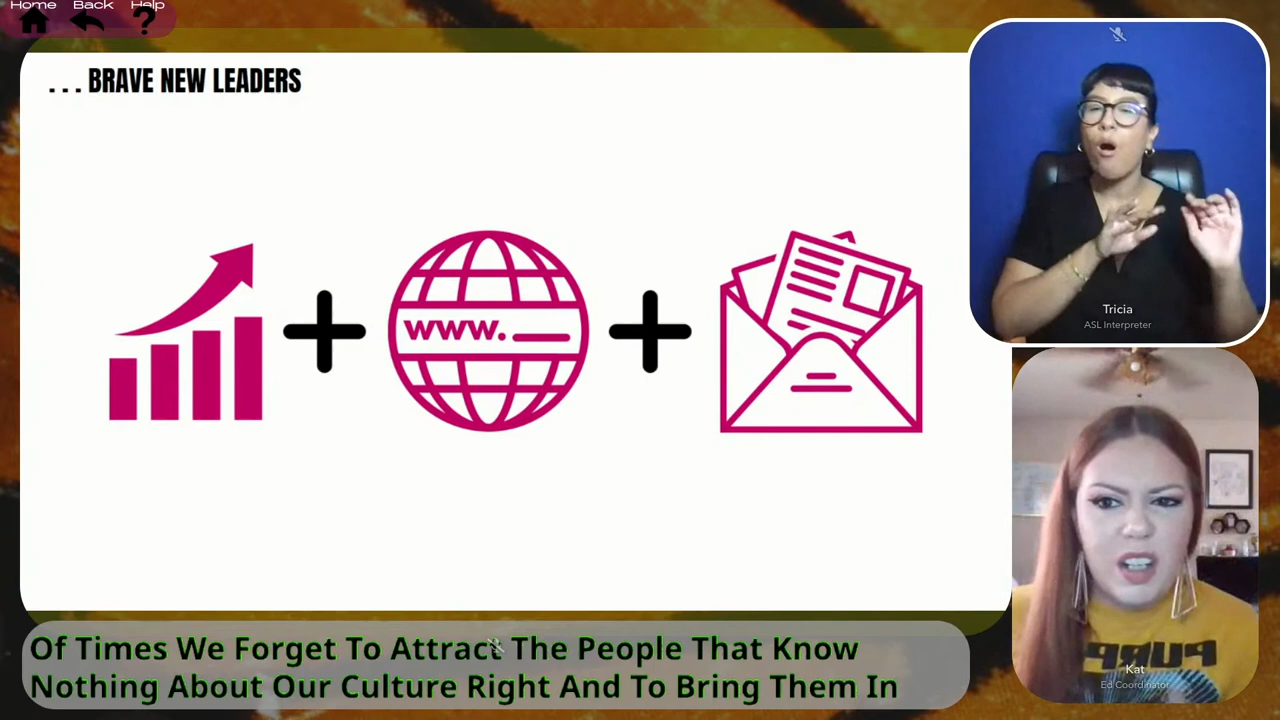 Home Back Help
. . . BRAVE NEW LEADERS
www.
Tricia
ASL Interpreter
Kat
Ed Coordinator
Of Times We Forget To Attract The People That Know
Nothing About Our Culture Right And To Bring Them In